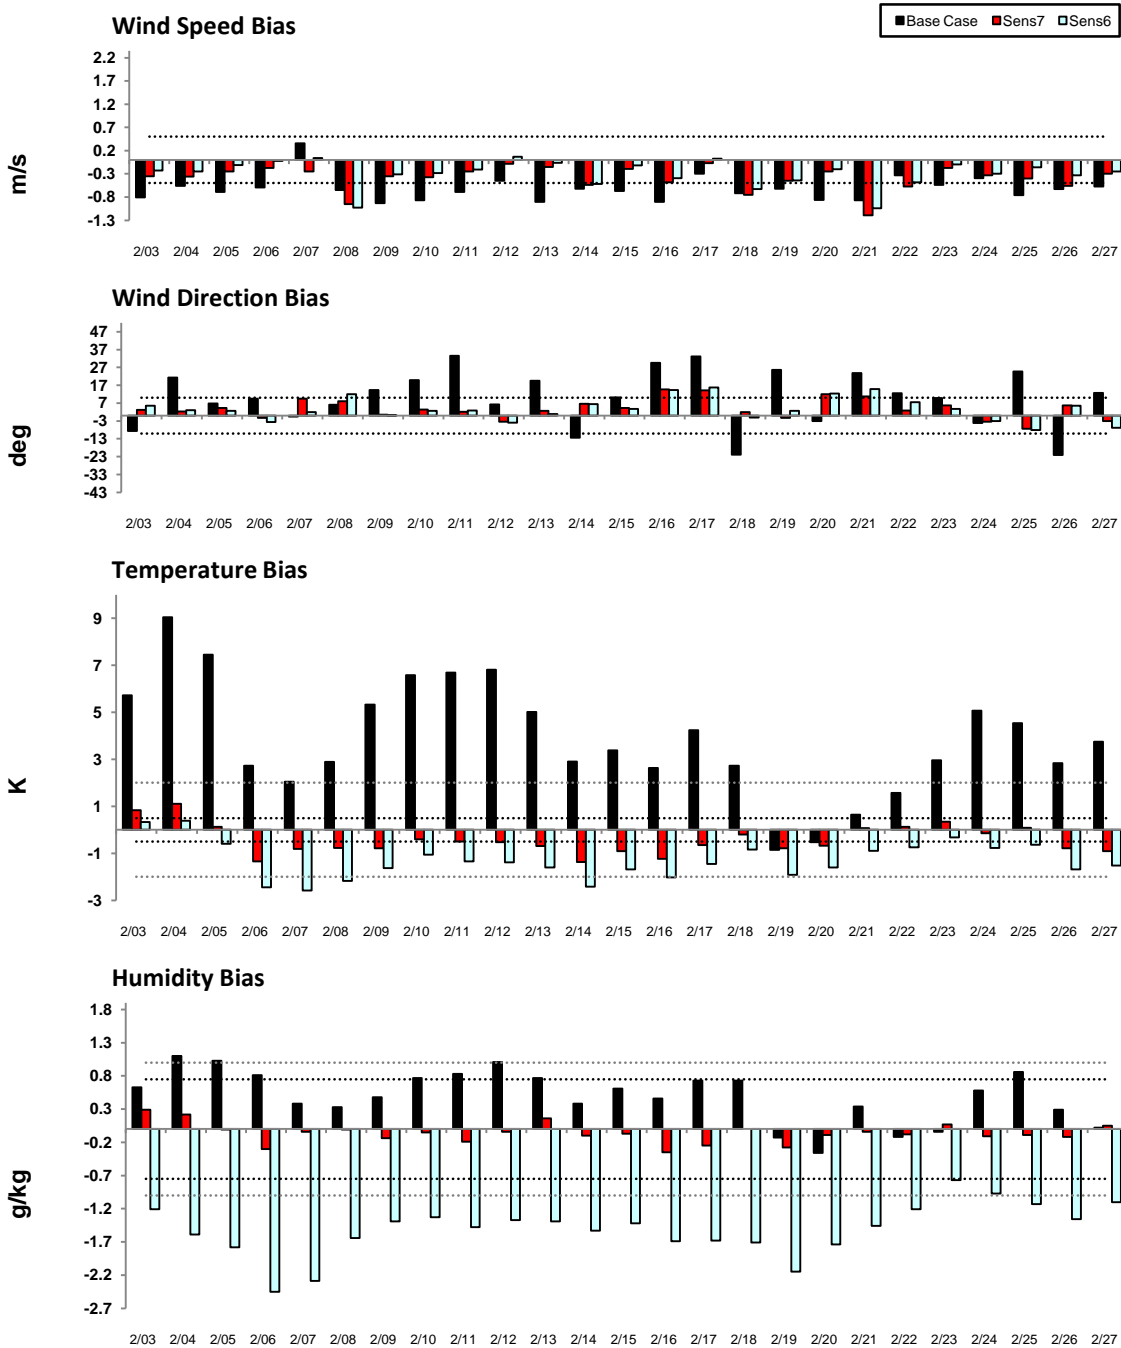 Wind Speed Bias
Base Case Sens7 Sens6
2.2
1.7
1.2
0.7
0.2
-0.3
-0.8
-1.3
m/s
2/03 2/04 2/05 2/06 2/07 2/08 2/09 2/10 2/11 2/12 2/13 2/14 2/15 2/16 2/17 2/18 2/19 2/20 2/21 2/22 2/23 2/24 2/25 2/26 2/27
Wind Direction Bias
47
37
27
17
7
-3
-13
-23
-33
-43
deg
2/03 2/04 2/05 2/06 2/07 2/08 2/09 2/10 2/11 2/12 2/13 2/14 2/15 2/16 2/17 2/18 2/19 2/20 2/21 2/22 2/23 2/24 2/25 2/26 2/27
Temperature Bias
9
7
5
3
1
-1
-3
K
2/03 2/04 2/05 2/06 2/07 2/08 2/09 2/10 2/11 2/12 2/13 2/14 2/15 2/16 2/17 2/18 2/19 2/20 2/21 2/22 2/23 2/24 2/25 2/26 2/27
Humidity Bias
1.8
1.3
0.8
0.3
-0.2
-0.7
-1.2
-1.7
-2.2
-2.7
g/kg
2/03 2/04 2/05 2/06 2/07 2/08 2/09 2/10 2/11 2/12 2/13 2/14 2/15 2/16 2/17 2/18 2/19 2/20 2/21 2/22 2/23 2/24 2/25 2/26 2/27